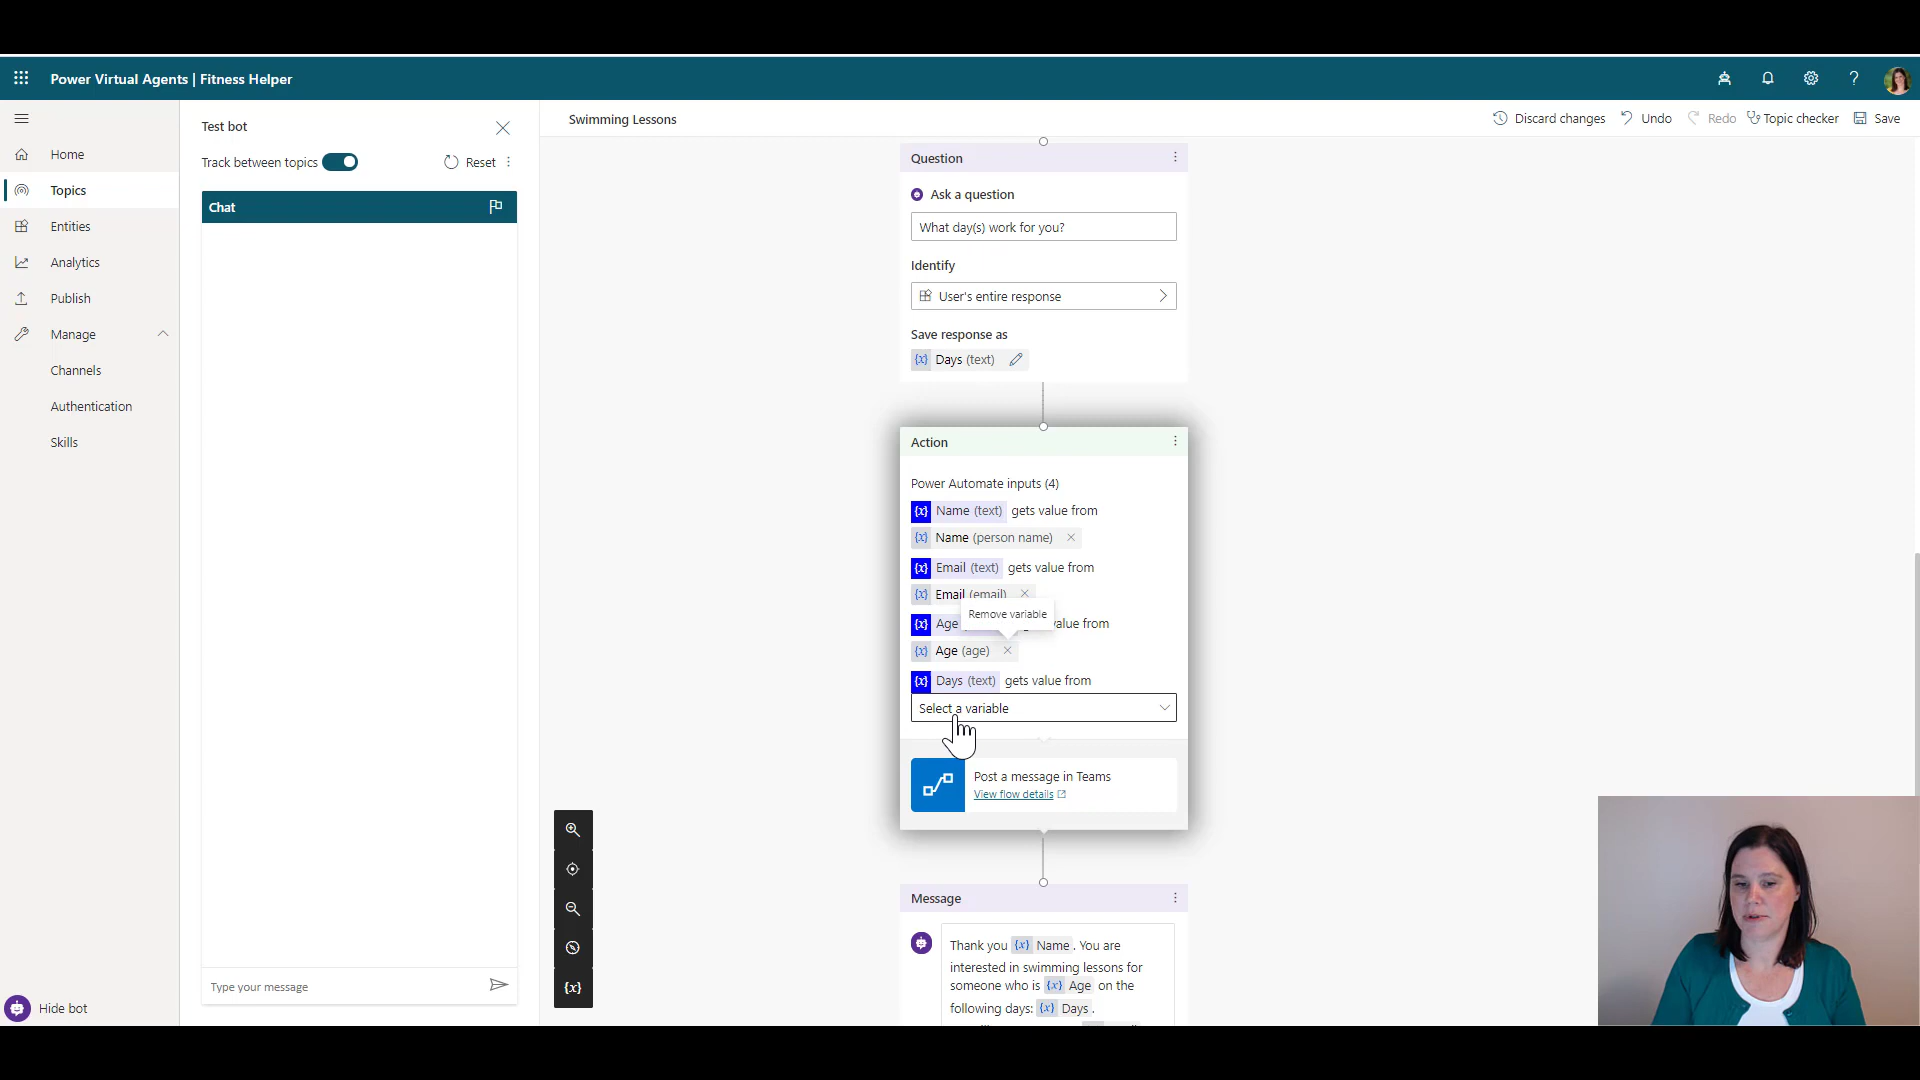 Power Virtual Agents | Fitness Helper
?
Home
Topics
Entities
Analytics
Publish
Manage
Channels
Authentication
Skills
Hide bot
Test bot
Track between topics
Reset
Chat
Type your message
Swimming Lessons
Discard changes
Undo
Redo
Topic checker
Save
Question
Ask a question
What day(s) work for you?
Identify
User's entire response
Save response as
{x} Days (text)
Action
Power Automate inputs (4)
{x} Name (text) gets value from
{x} Name (person name)
{x} Email (text) gets value from
{x} Email (email)
Remove variable
{x} Age value from
{x} Age (age)
{x} Days (text) gets value from
Select a variable
Post a message in Teams
View flow details
{x}
Message
Thank you {x} Name . You are
interested in swimming lessons for
someone who is {x} Age on the
following days: {x} Days .